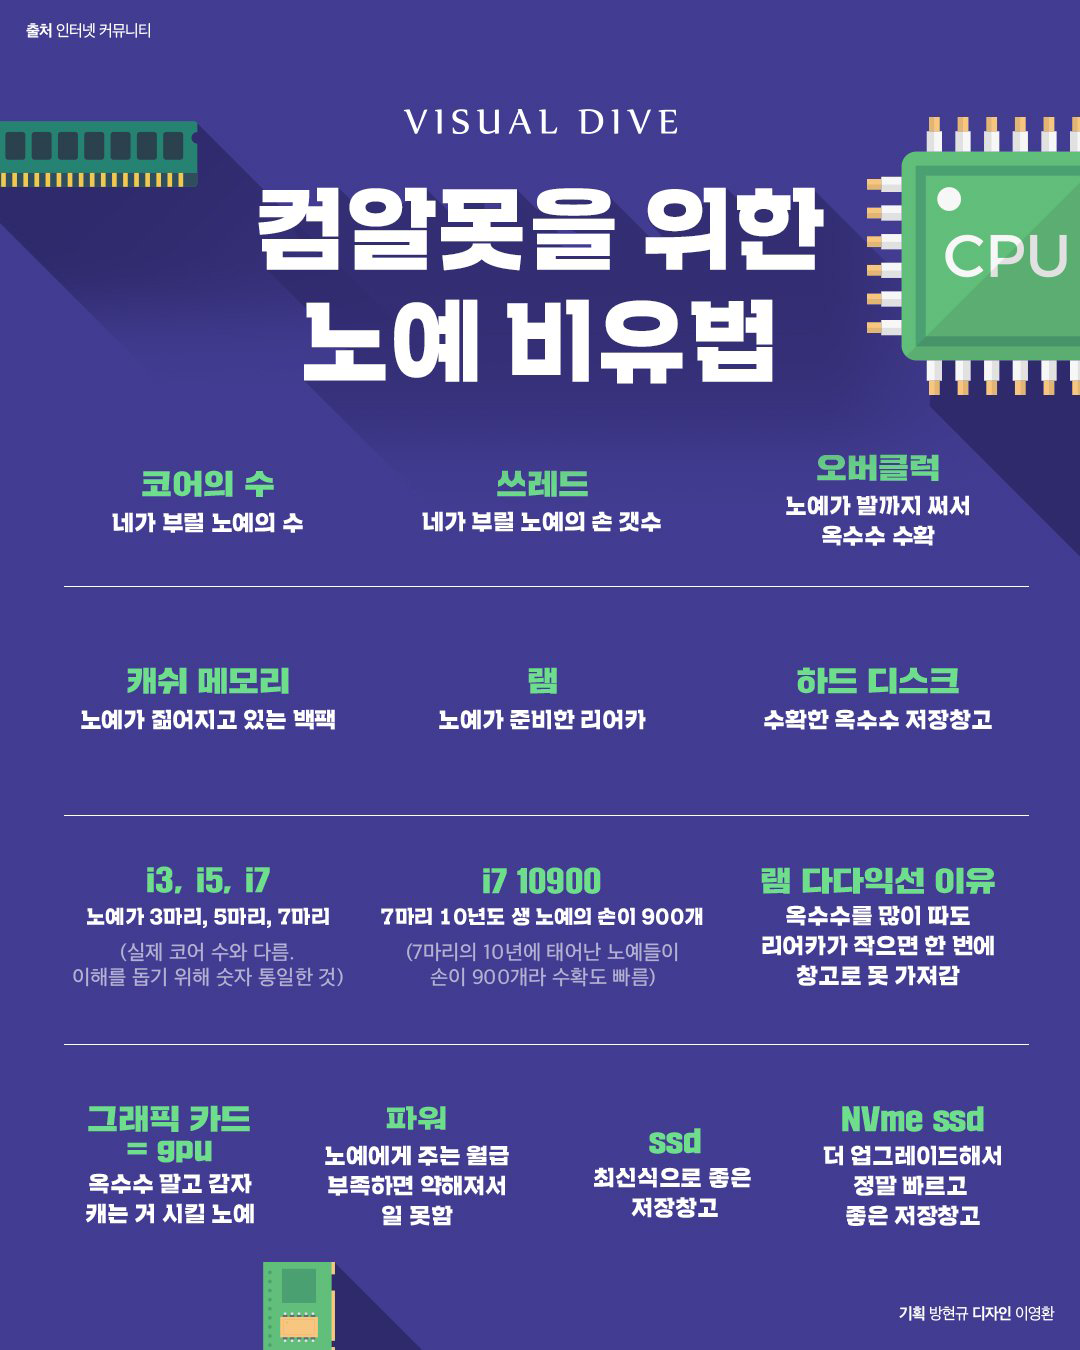 출처 인터넷 커뮤니티
VISUAL DIVE
컴알못을 위한
노예 비유법
CPU
코어의 수
네가 부릴 노예의 수
쓰레드
네가 부릴 노예의 손 갯수
오버클럭
노예가 발까지 써서
옥수수 수확
캐쉬 메모리
노예가 짊어지고 있는 백팩
램
노예가 준비한 리어카
하드 디스크
수확한 옥수수 저장창고
i3, i5, i7
노예가 3마리, 5마리, 7마리
(실제 코어 수와 다름.
이해를 돕기 위해 숫자 통일한 것)
i7 10900
7마리 10년도 생 노예의 손이 900개
(7마리의 10년에 태어난 노예들이
손이 900개라 수확도 빠름)
램 다다익선 이유
옥수수를 많이 따도
리어카가 작으면 한 번에
창고로 못 가져감
그래픽 카드
= gpu
옥수수 말고 감자
캐는 거 시킬 노예
파워
노예에게 주는 월급
부족하면 약해져서
일 못함
ssd
최신식으로 좋은
저장창고
NVme ssd
더 업그레이드해서
정말 빠르고
좋은 저장창고
기획 방현규 디자인 이영환